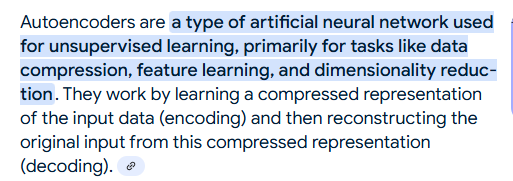 Autoencoders are a type of artificial neural network used
for unsupervised learning, primarily for tasks like data
compression, feature learning, and dimensionality reduc-
tion. They work by learning a compressed representation
of the input data (encoding) and then reconstructing the
original input from this compressed representation
(decoding).